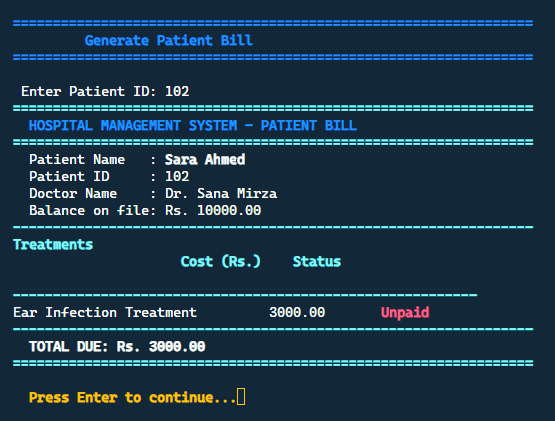 =================================================================
         Generate Patient Bill
=================================================================
 Enter Patient ID: 102
=================================================================
  HOSPITAL MANAGEMENT SYSTEM - PATIENT BILL
=================================================================
  Patient Name   : Sara Ahmed
  Patient ID     : 102
  Doctor Name    : Dr. Sana Mirza
  Balance on file: Rs. 10000.00
-----------------------------------------------------------------
Treatments
                     Cost (Rs.)    Status
----------------------------------------------------------
Ear Infection Treatment         3000.00       Unpaid
-----------------------------------------------------------------
  TOTAL DUE: Rs. 3000.00
=================================================================
  Press Enter to continue...